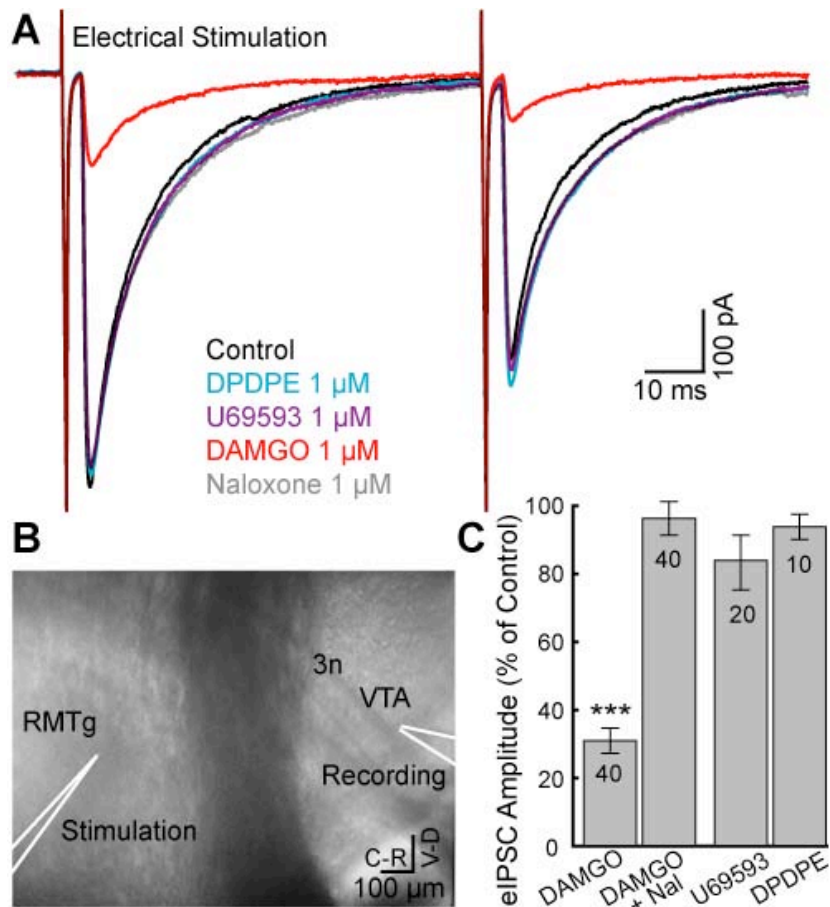 A
Electrical Stimulation
Control
DPDPE 1 µM
U69593 1 µM
DAMGO 1 µM
Naloxone 1 µM
10 ms
100 pA
B
RMTg
Stimulation
3n
VTA
Recording
C-R
V-D
100 µm
C
eIPSC Amplitude (% of Control)
100
80
60
40
20
0
***
40
40
20
10
DAMGO
DAMGO
+ Nal
U69593
DPDPE